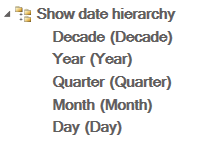 Show date hierarchy
Decade (Decade)
Year (Year)
Quarter (Quarter)
Month (Month)
Day (Day)